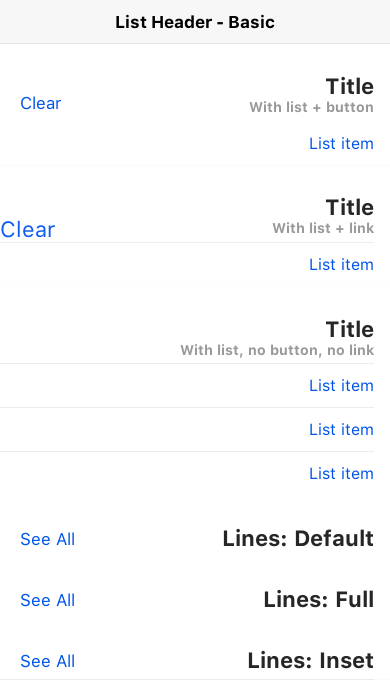 List Header - Basic
Title
With list + button
Clear
List item
Title
With list + link
Clear
List item
Title
With list, no button, no link
List item
List item
List item
Lines: Default
See All
Lines: Full
See All
Lines: Inset
See All